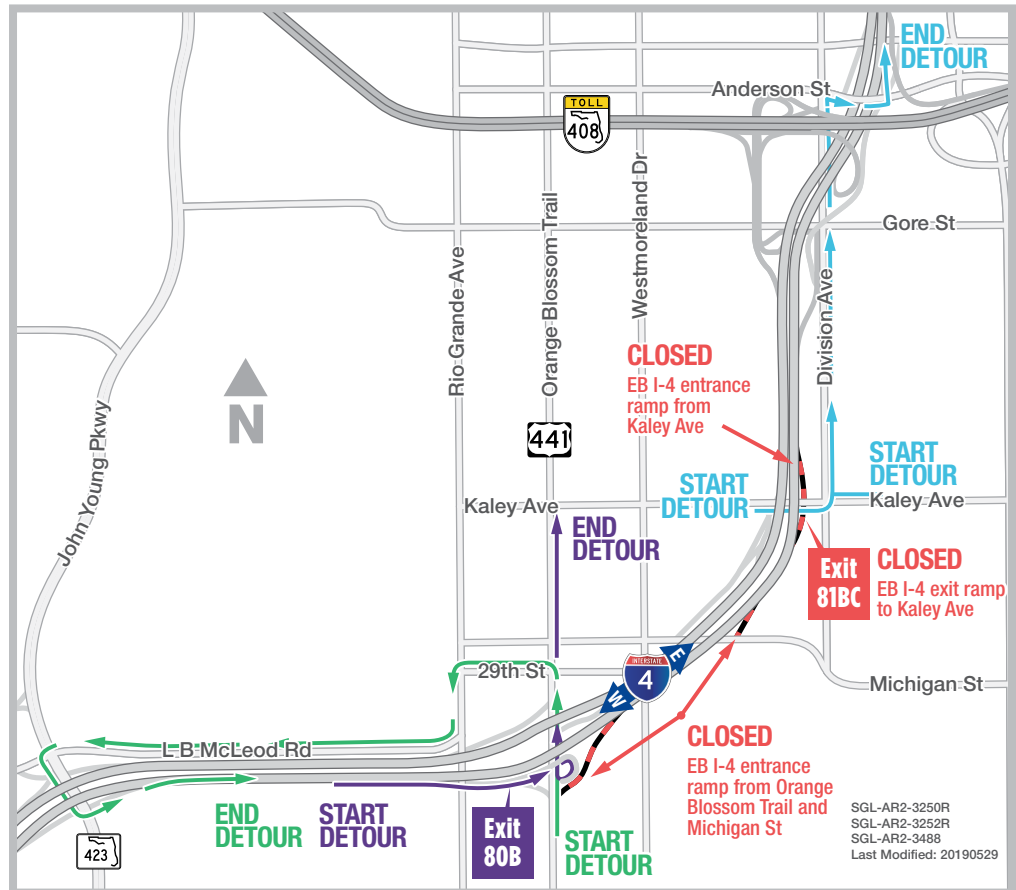 END
DETOUR
Anderson St
TOLL
408
Gore St
Rio Grande Ave
Orange Blossom Trail
Westmoreland Dr
Division Ave
John Young Pkwy
N
CLOSED
EB I-4 entrance
ramp from
Kaley Ave
441
START
DETOUR
START
DETOUR
Kaley Ave
Kaley Ave
END
DETOUR
Exit
81BC
CLOSED
EB I-4 exit ramp
to Kaley Ave
29th St
E
INTERSTATE
4
W
Michigan St
L B McLeod Rd
CLOSED
EB I-4 entrance
ramp from Orange
Blossom Trail and
Michigan St
END
DETOUR
START
DETOUR
Exit
80B
START
DETOUR
423
SGL-AR2-3250R
SGL-AR2-3252R
SGL-AR2-3488
Last Modified: 20190529